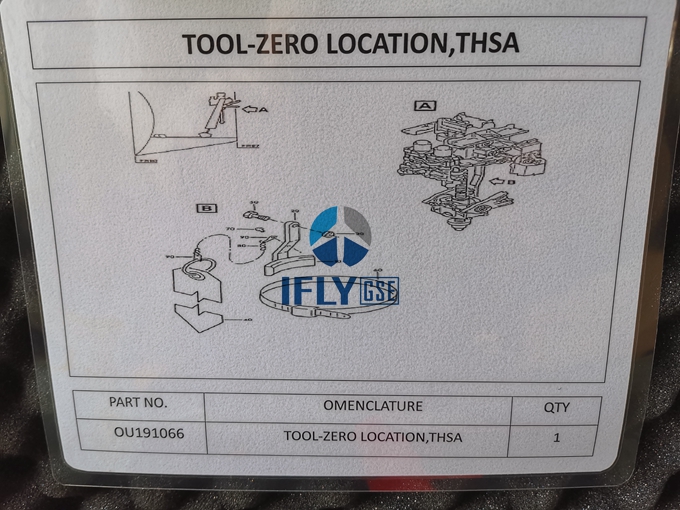 TOOL-ZERO LOCATION,THSA
A
A
B
B
IFLY GSE
PART NO.
OMENCLATURE
QTY
OU191066
TOOL-ZERO LOCATION,THSA
1